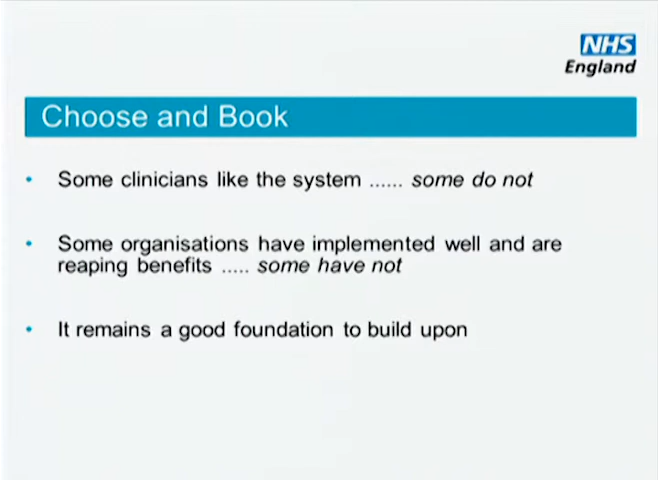 NHS
England
Choose and Book
• Some clinicians like the system ...... some do not
• Some organisations have implemented well and are
reaping benefits ..... some have not
• It remains a good foundation to build upon